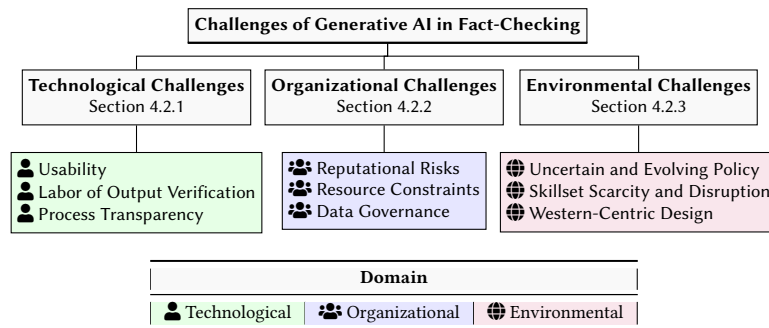 Challenges of Generative AI in Fact-Checking
Technological Challenges
Section 4.2.1
Organizational Challenges
Section 4.2.2
Environmental Challenges
Section 4.2.3
Usability
Labor of Output Verification
Process Transparency
Reputational Risks
Resource Constraints
Data Governance
Uncertain and Evolving Policy
Skillset Scarcity and Disruption
Western-Centric Design
Domain
Technological
Organizational
Environmental